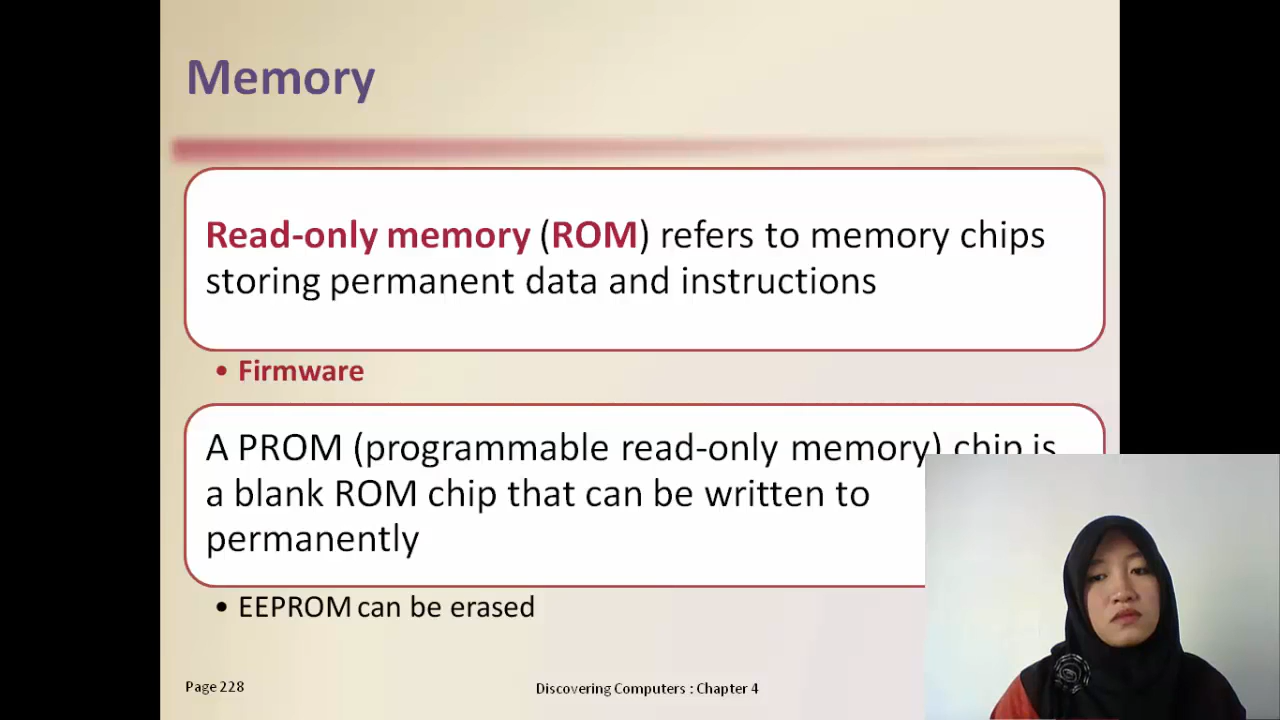 Memory
Read-only memory (ROM) refers to memory chips
storing permanent data and instructions
• Firmware
A PROM (programmable read-only memory) chip is
a blank ROM chip that can be written to
permanently
• EEPROM can be erased
Page 228
Discovering Computers : Chapter 4